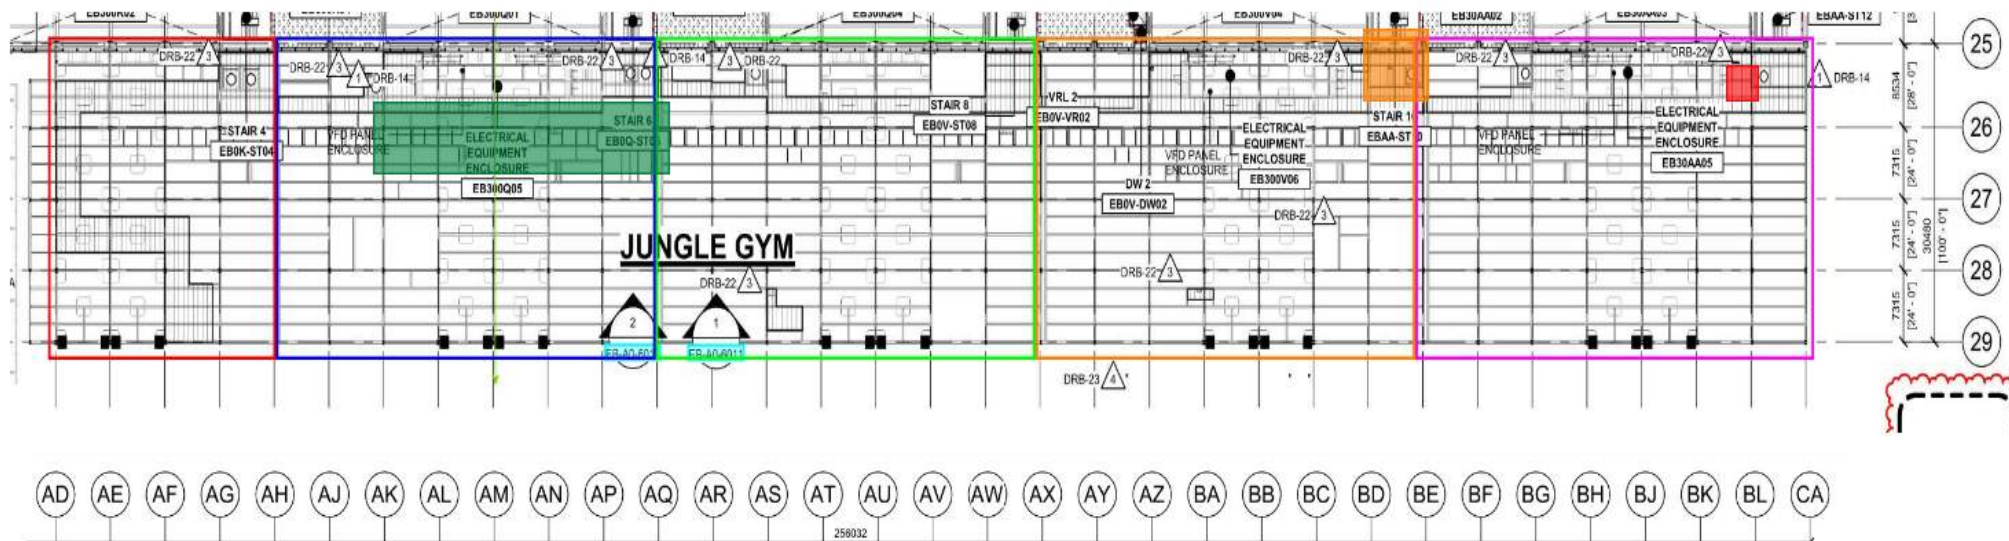 EB300K02
EB300Q01
EB300Q04
EB300V04
EB30AA02
EB30AA03
EBAA-ST12
25
DRB-22 3
DRB-22 3
1 DRB-14
DRB-22 3
DRB-14
3 DRB-22
DRB-22 3
DRB-22 3
DRB-22 3
1 DRB-14
8534
[28' - 0"]
STAIR 4
EB0K-ST04
VFD PANEL
ENCLOSURE
ELECTRICAL
EQUIPMENT
ENCLOSURE
EB300Q05
STAIR 6
STAIR 8
EB0V-ST08
VRL 2
EB0V-VR02
VFD PANEL
ENCLOSURE
ELECTRICAL
EQUIPMENT
ENCLOSURE
EB300V06
VFD PANEL
ENCLOSURE
ELECTRICAL
EQUIPMENT
ENCLOSURE
EB30AA05
26
7315
[24' - 0"]
DW 2
EB0V-DW02
DRB-22 3
27
7315
[24' - 0"]
30480
[100' - 0"]
JUNGLE GYM
DRB-22 3
DRB-22 3
28
7315
[24' - 0"]
2
1
EB-A0-6011
29
DRB-23 4
AD AE AF AG AH AJ AK AL AM AN AP AQ AR AS AT AU AV AW AX AY AZ BA BB BC BD BE BF BG BH BJ BK BL CA
256032